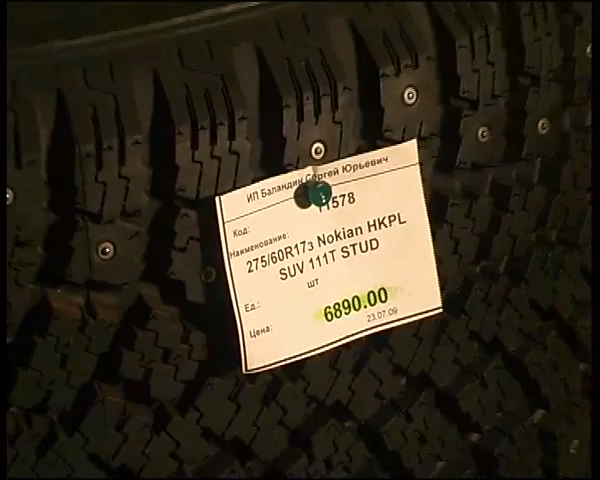 ИП Баландин Сергей Юрьевич
Код: 11578
Наименование:
275/60R17з Nokian HKPL
SUV 111T STUD
Ед.: шт
Цена: 6890.00
23.07.09